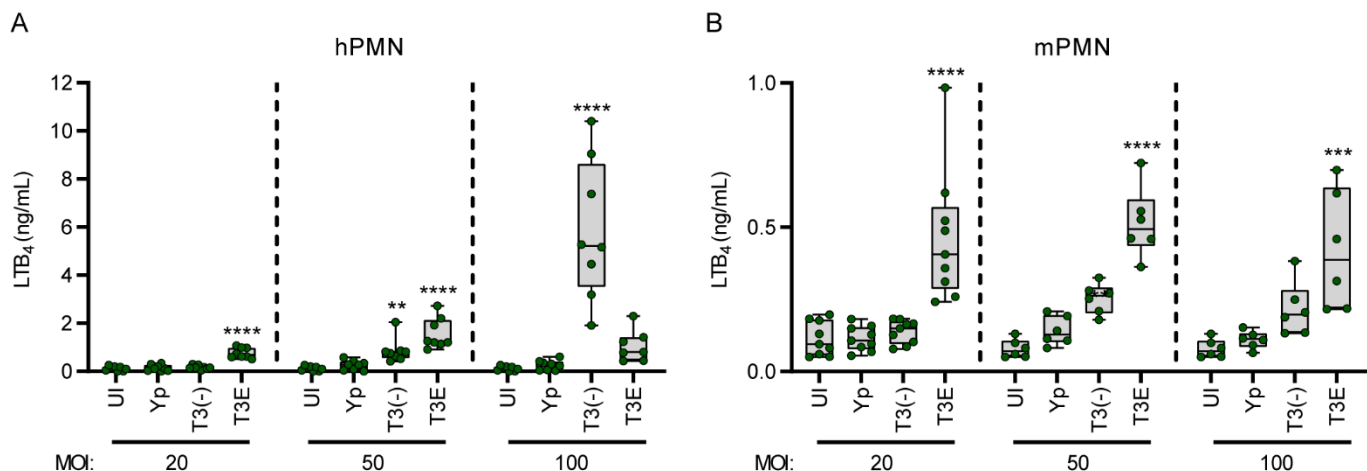 A
hPMN
LTB4 (ng/mL)
12
10
8
6
4
2
0
****
**
****
****
UI
Yp
T3(-)
T3E
UI
Yp
T3(-)
T3E
UI
Yp
T3(-)
T3E
MOI:
20
50
100
B
mPMN
LTB4 (ng/mL)
1.0
0.5
0.0
****
****
***
UI
Yp
T3(-)
T3E
UI
Yp
T3(-)
T3E
UI
Yp
T3(-)
T3E
MOI:
20
50
100